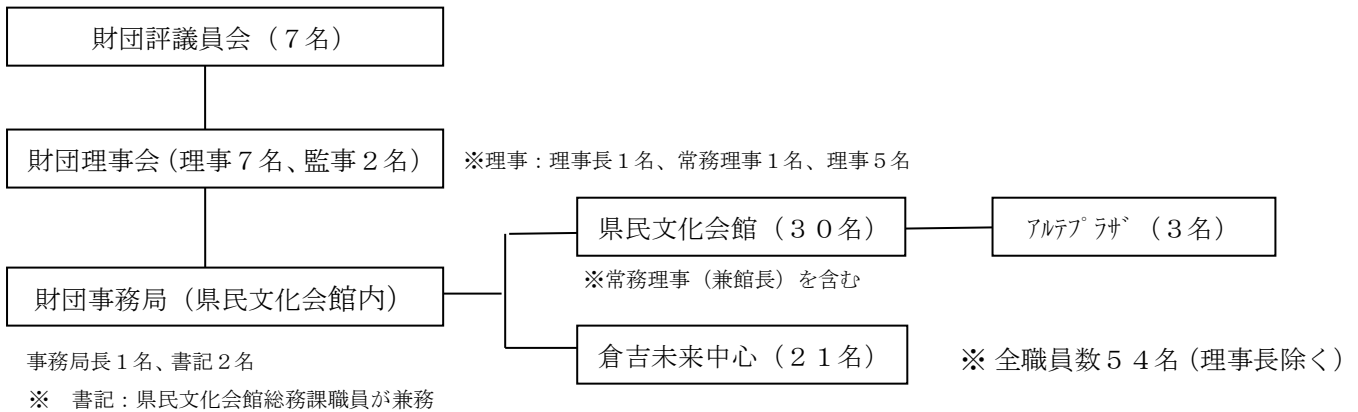 財団評議員会（７名）
財団理事会（理事７名、監事２名）
※理事：理事長１名、常務理事１名、理事５名
県民文化会館（３０名）
ｱﾙﾃﾌﾟﾗｻﾞ（３名）
※常務理事（兼館長）を含む
財団事務局（県民文化会館内）
倉吉未来中心（２１名）
※ 全職員数５４名（理事長除く）
事務局長１名、書記２名
※　書記：県民文化会館総務課職員が兼務